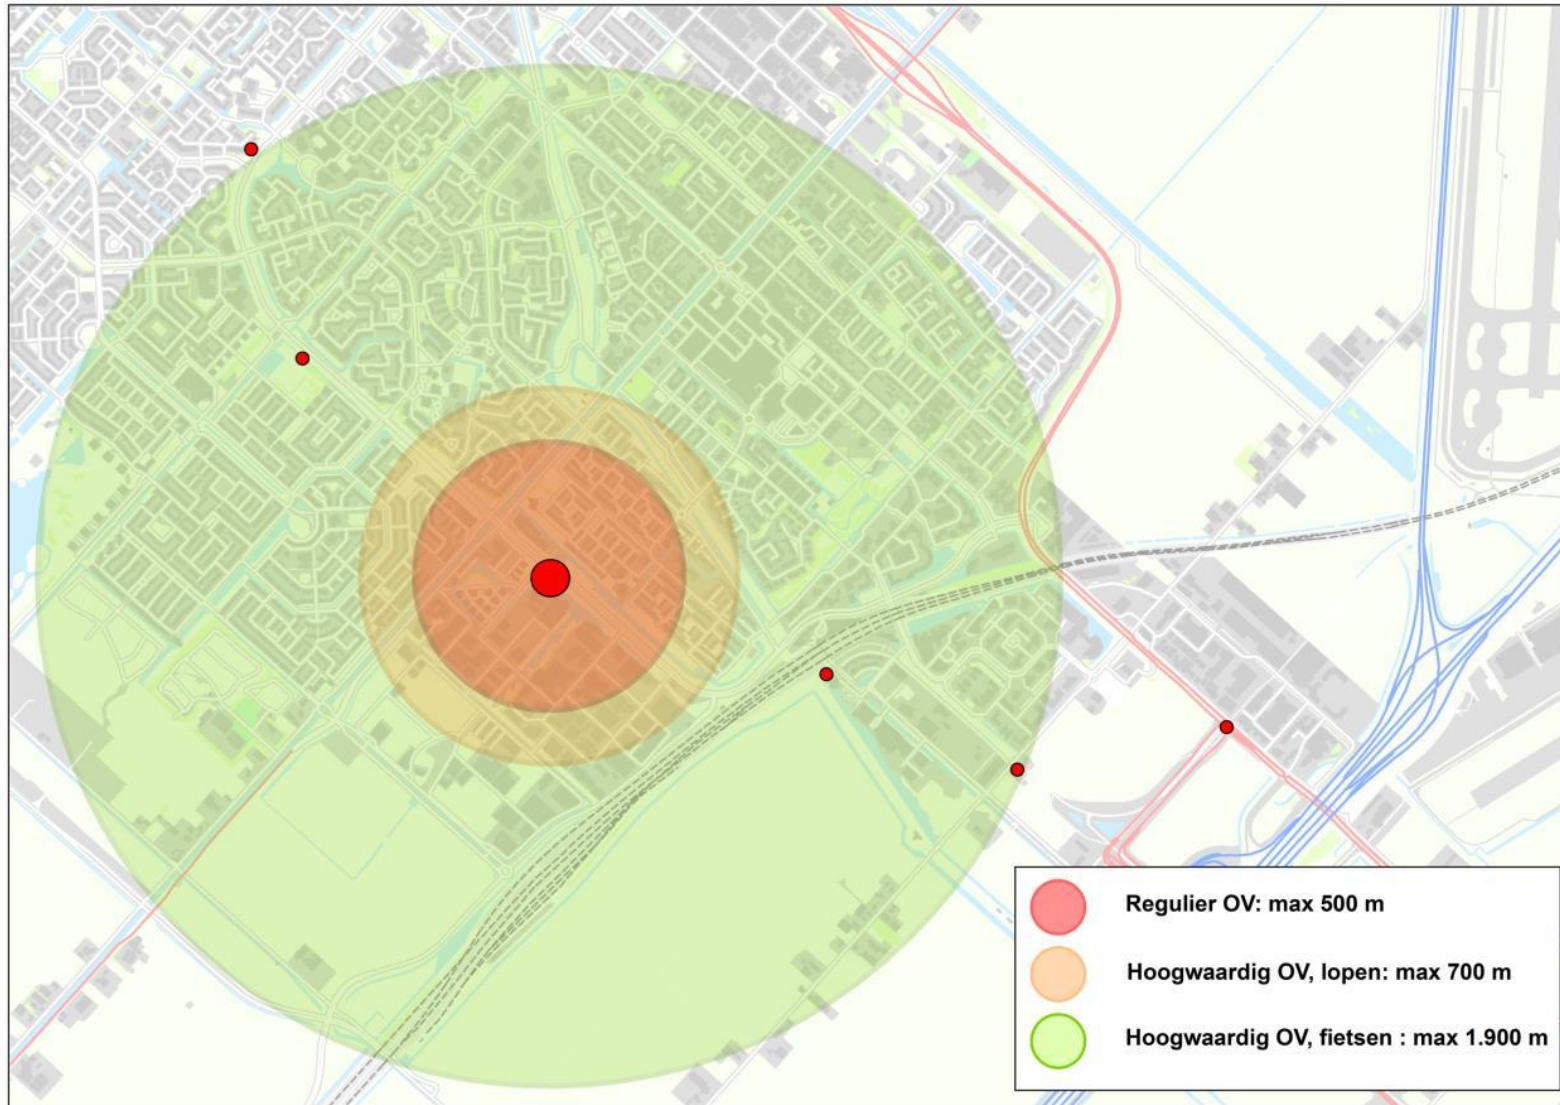 Regulier OV: max 500 m
Hoogwaardig OV, lopen: max 700 m
Hoogwaardig OV, fietsen : max 1.900 m